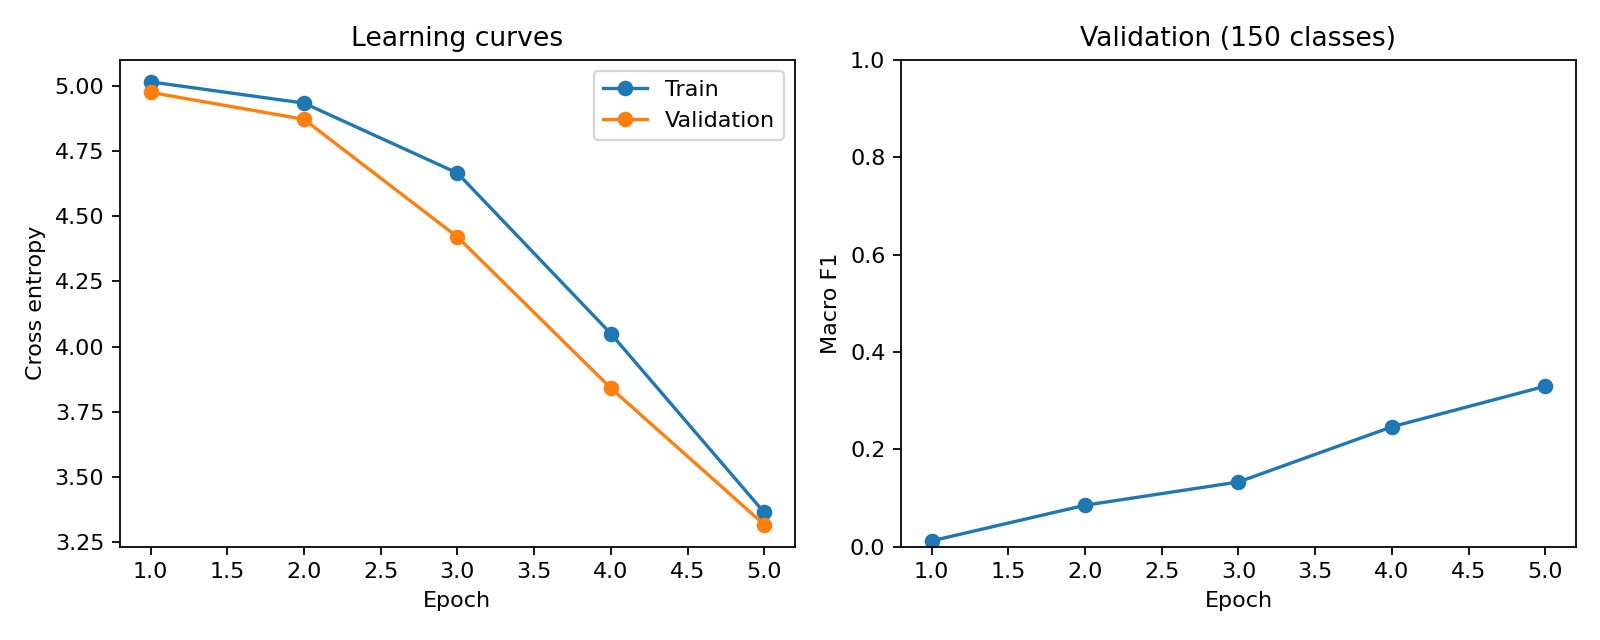 Learning curves
Train
Validation
Cross entropy
5.00
4.75
4.50
4.25
4.00
3.75
3.50
3.25
1.0 1.5 2.0 2.5 3.0 3.5 4.0 4.5 5.0
Epoch
Validation (150 classes)
Macro F1
1.0
0.8
0.6
0.4
0.2
0.0
1.0 1.5 2.0 2.5 3.0 3.5 4.0 4.5 5.0
Epoch